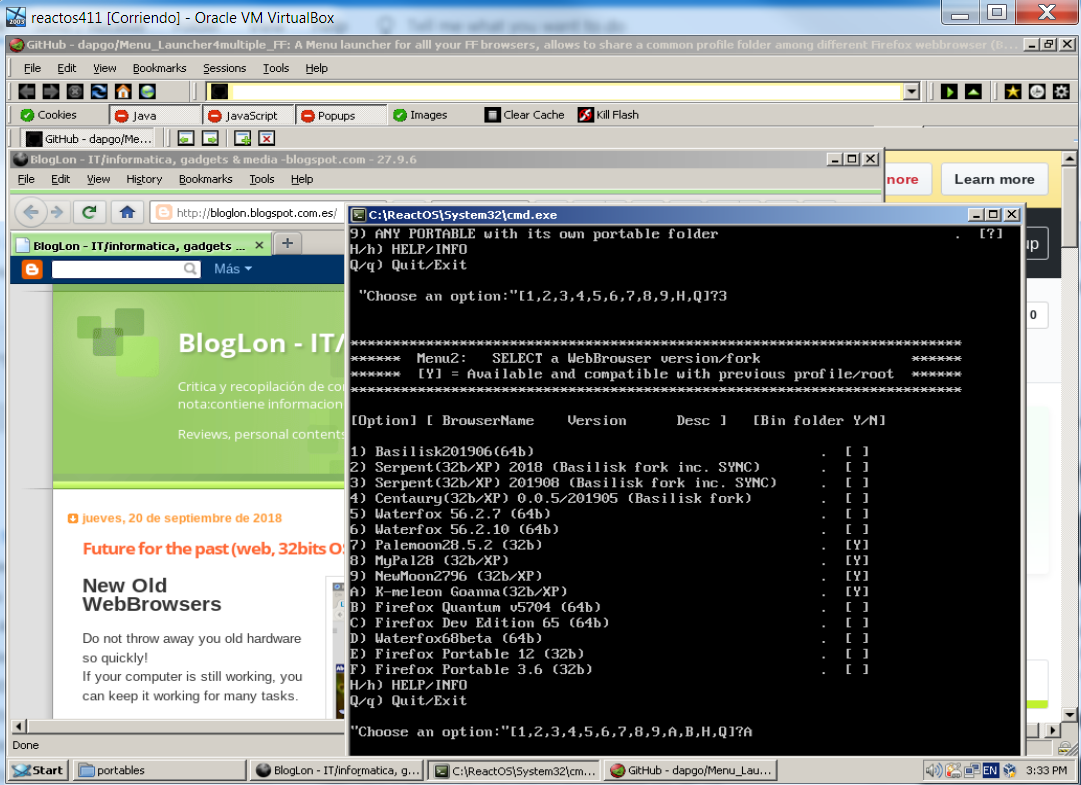 reactos411 [Corriendo] - Oracle VM VirtualBox
GitHub - dapgo/Menu_Launcher4multiple_FF: A Menu launcher for alll your FF browsers, allows to share a common profile folder among different Firefox webbrowser (B...
File Edit View Bookmarks Sessions Tools Help
Cookies Java JavaScript Popups Images Clear Cache Kill Flash
GitHub - dapgo/Me...
BlogLon - IT/informatica, gadgets & media -blogspot.com - 27.9.6
File Edit View History Bookmarks Tools Help
nore Learn more
http://bloglon.blogspot.com.es/
BlogLon - IT/informatica, gadgets ...
up
Más
0
BlogLon - IT/
Critica y recopilación de co
nota:contiene informacion
Reviews, personal contents
jueves, 20 de septiembre de 2018
Future for the past (web, 32bits OS
New Old
WebBrowsers
Do not throw away you old hardware
so quickly!
If your computer is still working, you
can keep it working for many tasks.
Done
C:\ReactOS\System32\cmd.exe
9) ANY PORTABLE with its own portable folder . [?]
H/h) HELP/INFO
Q/q) Quit/Exit
"Choose an option:"[1,2,3,4,5,6,7,8,9,H,Q]?3
**************************************************************************
****** Menu2: SELECT a WebBrowser version/fork ******
****** [Y] = Available and compatible with previous profile/root ******
**************************************************************************
[Option] [ BrowserName Version Desc ] [Bin folder Y/N]
1) Basilisk201906(64b) . [ ]
2) Serpent(32b/XP) 2018 (Basilisk fork inc. SYNC) . [ ]
3) Serpent(32b/XP) 201908 (Basilisk fork inc. SYNC) . [ ]
4) Centaury(32b/XP) 0.0.5/201905 (Basilisk fork) . [ ]
5) Waterfox 56.2.7 (64b) . [ ]
6) Waterfox 56.2.10 (64b) . [ ]
7) Palemoon28.5.2 (32b) . [Y]
8) MyPal28 (32b/XP) . [Y]
9) NewMoon2796 (32b/XP) . [Y]
A) K-meleon Goanna(32b/XP) . [Y]
B) Firefox Quantum v5704 (64b) . [ ]
C) Firefox Dev Edition 65 (64b) . [ ]
D) Waterfox68beta (64b) . [ ]
E) Firefox Portable 12 (32b) . [ ]
F) Firefox Portable 3.6 (32b) . [ ]
H/h) HELP/INFO
Q/q) Quit/Exit
"Choose an option:"[1,2,3,4,5,6,7,8,9,A,B,H,Q]?A
Start portables BlogLon - IT/informatica, g... C:\ReactOS\System32\cm... GitHub - dapgo/Menu_Lau... EN 3:33 PM